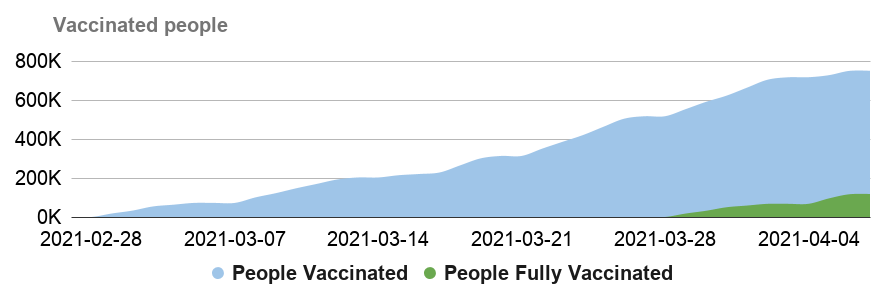 Vaccinated people
800K
600K
400K
200K
0K
2021-02-28 2021-03-07 2021-03-14 2021-03-21 2021-03-28 2021-04-04
People Vaccinated People Fully Vaccinated